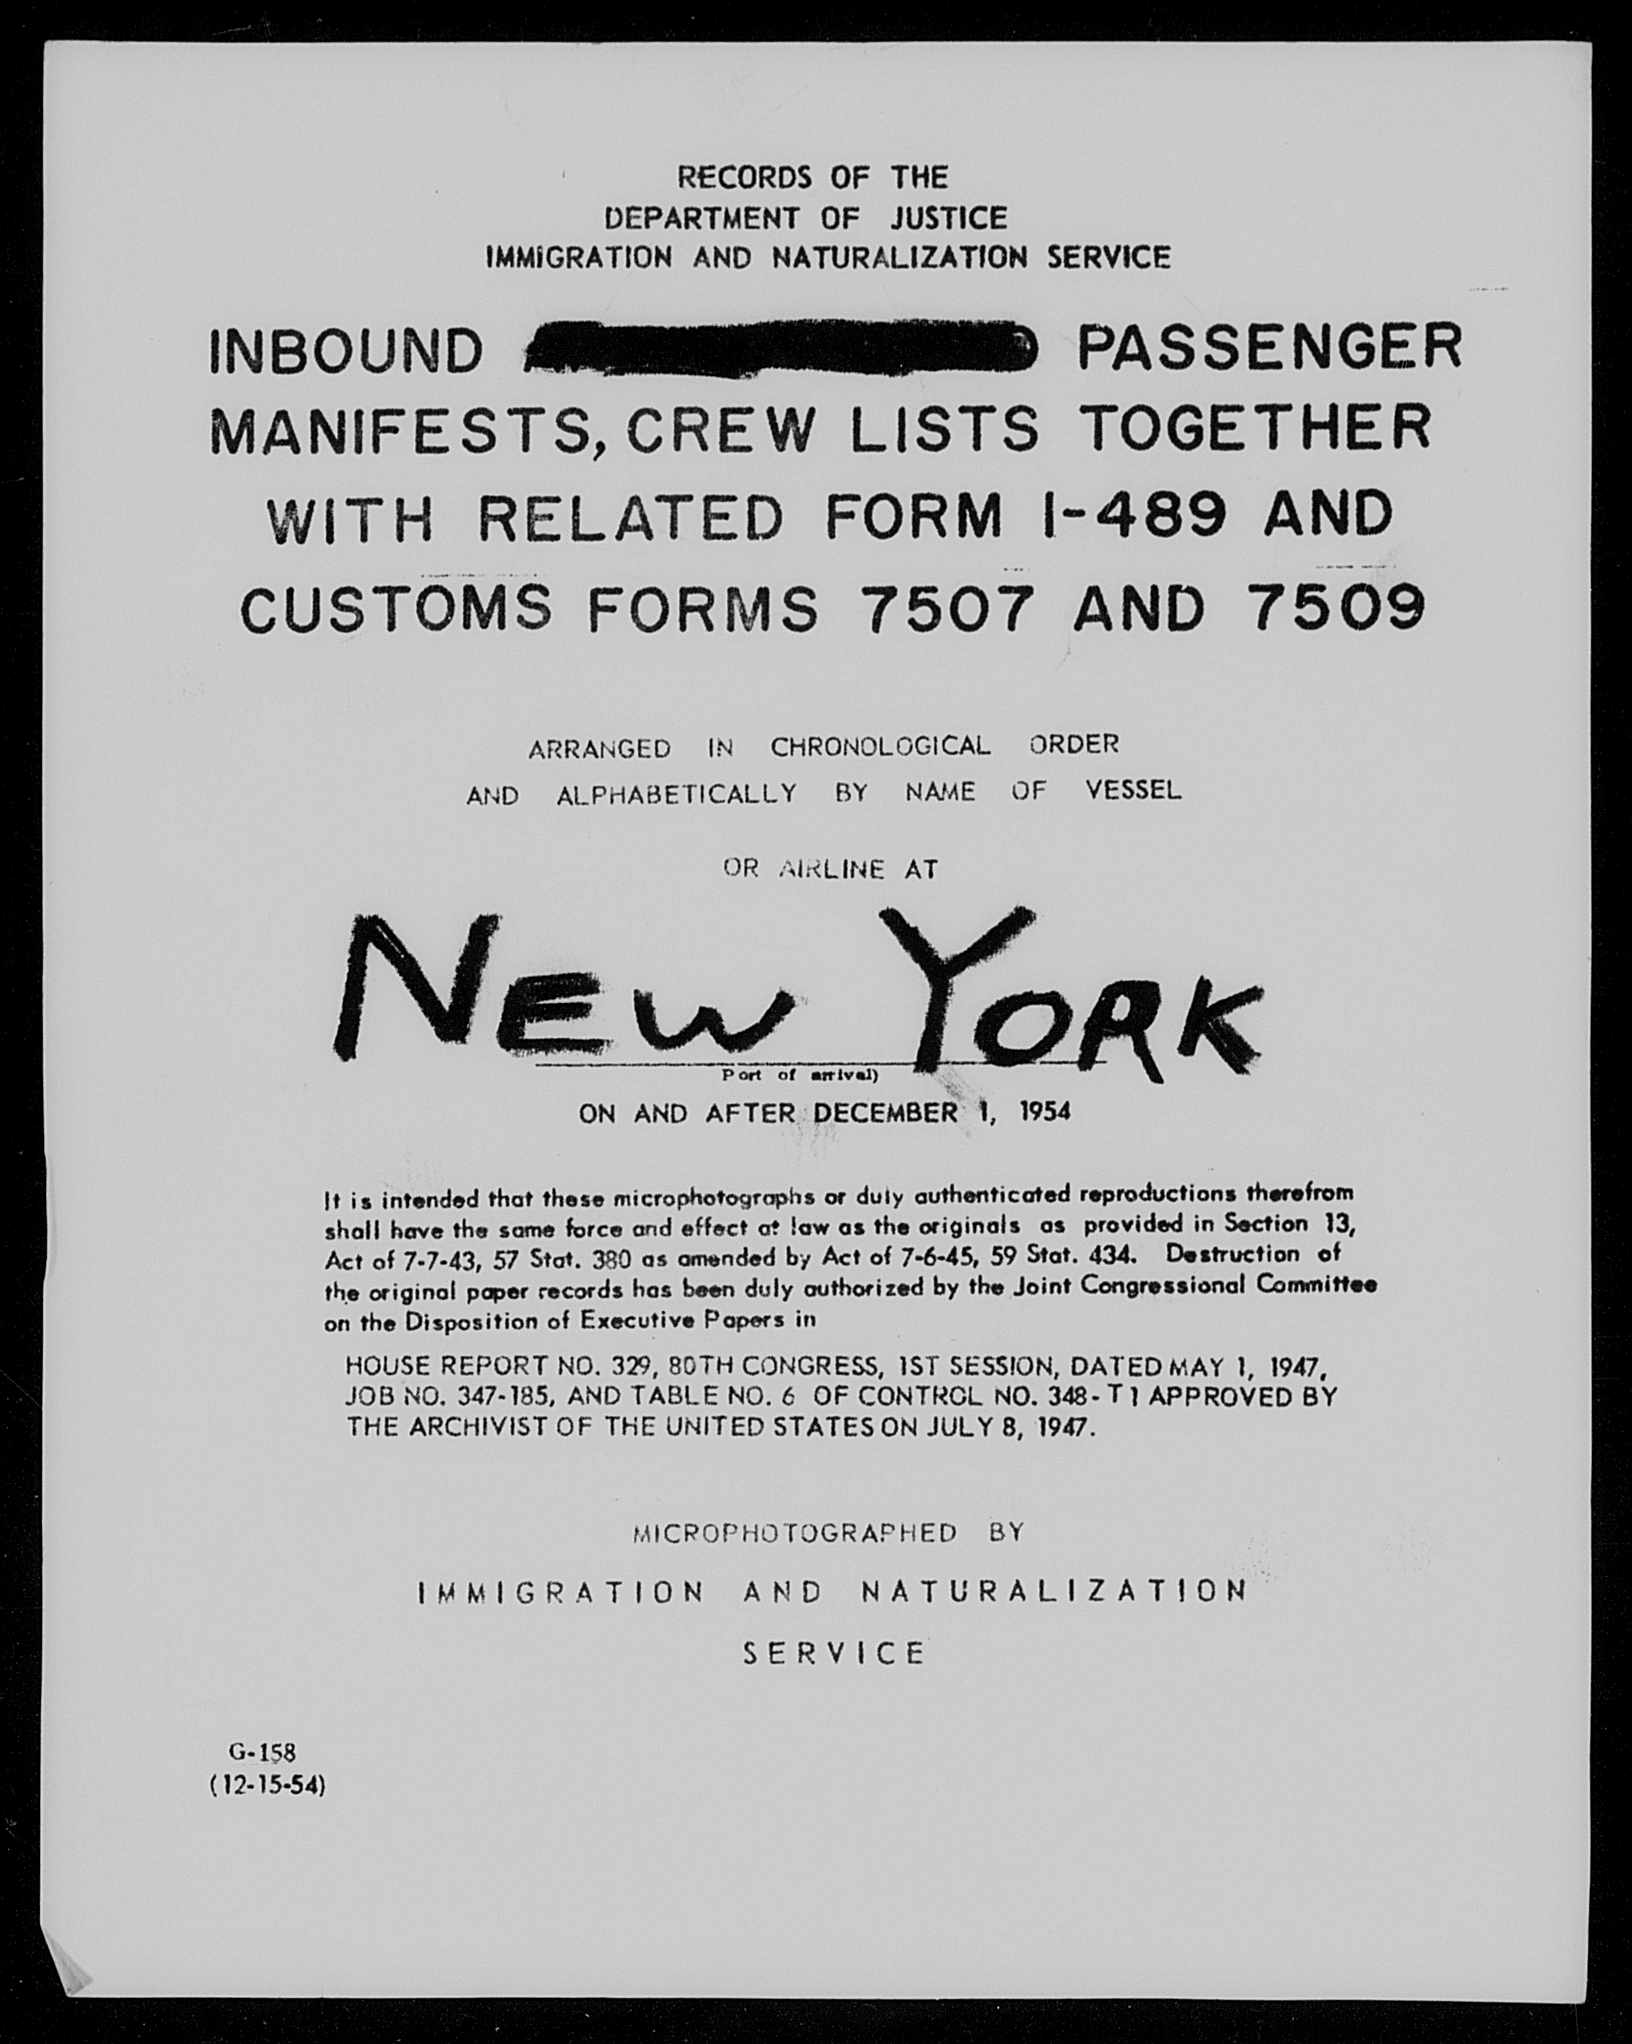 RECORDS OF THE
DEPARTMENT OF JUSTICE
IMMIGRATION AND NATURALIZATION SERVICE
INBOUND PASSENGER
MANIFESTS, CREW LISTS TOGETHER
WITH RELATED FORM I-489 AND
CUSTOMS FORMS 7507 AND 7509
ARRANGED IN CHRONOLOGICAL ORDER
AND ALPHABETICALLY BY NAME OF VESSEL
OR AIRLINE AT
NEW YORK
Port of arrival)
ON AND AFTER DECEMBER 1, 1954
It is intended that these microphotographs or duly authenticated reproductions therefrom
shall have the same force and effect at law as the originals as provided in Section 13,
Act of 7-7-43, 57 Stat. 380 as amended by Act of 7-6-45, 59 Stat. 434. Destruction of
the original paper records has been duly authorized by the Joint Congressional Committee
on the Disposition of Executive Papers in
HOUSE REPORT NO. 329, 80TH CONGRESS, 1ST SESSION, DATED MAY 1, 1947,
JOB NO. 347-185, AND TABLE NO. 6 OF CONTROL NO. 348-T1 APPROVED BY
THE ARCHIVIST OF THE UNITED STATES ON JULY 8, 1947.
MICROPHOTOGRAPHED BY
IMMIGRATION AND NATURALIZATION
SERVICE
G-158
(12-15-54)